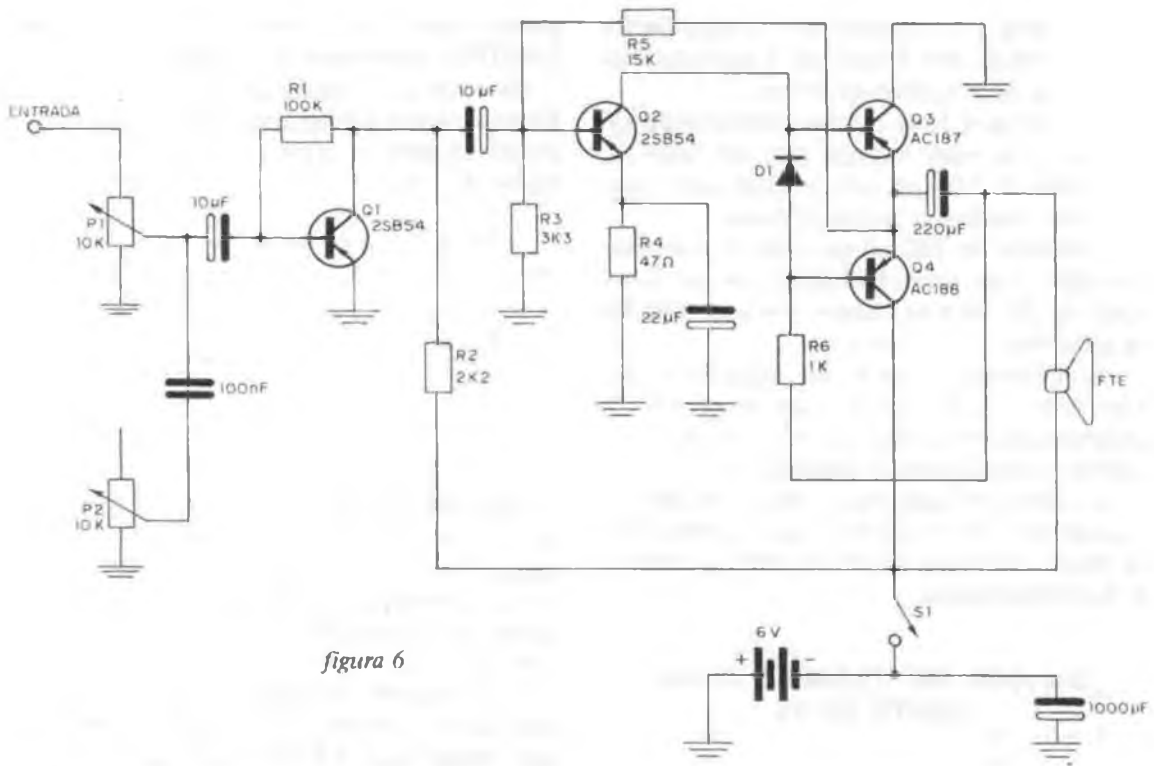 ENTRADA
P1
10K
10µF
R1
100K
Q1
2SB54
100nF
P2
10K
R2
2K2
10µF
R3
3K3
R5
15K
Q2
2SB54
R4
47Ω
22µF
D1
R6
1K
Q3
AC187
220µF
Q4
AC188
FTE
S1
6V
+
-
1000µF
figura 6